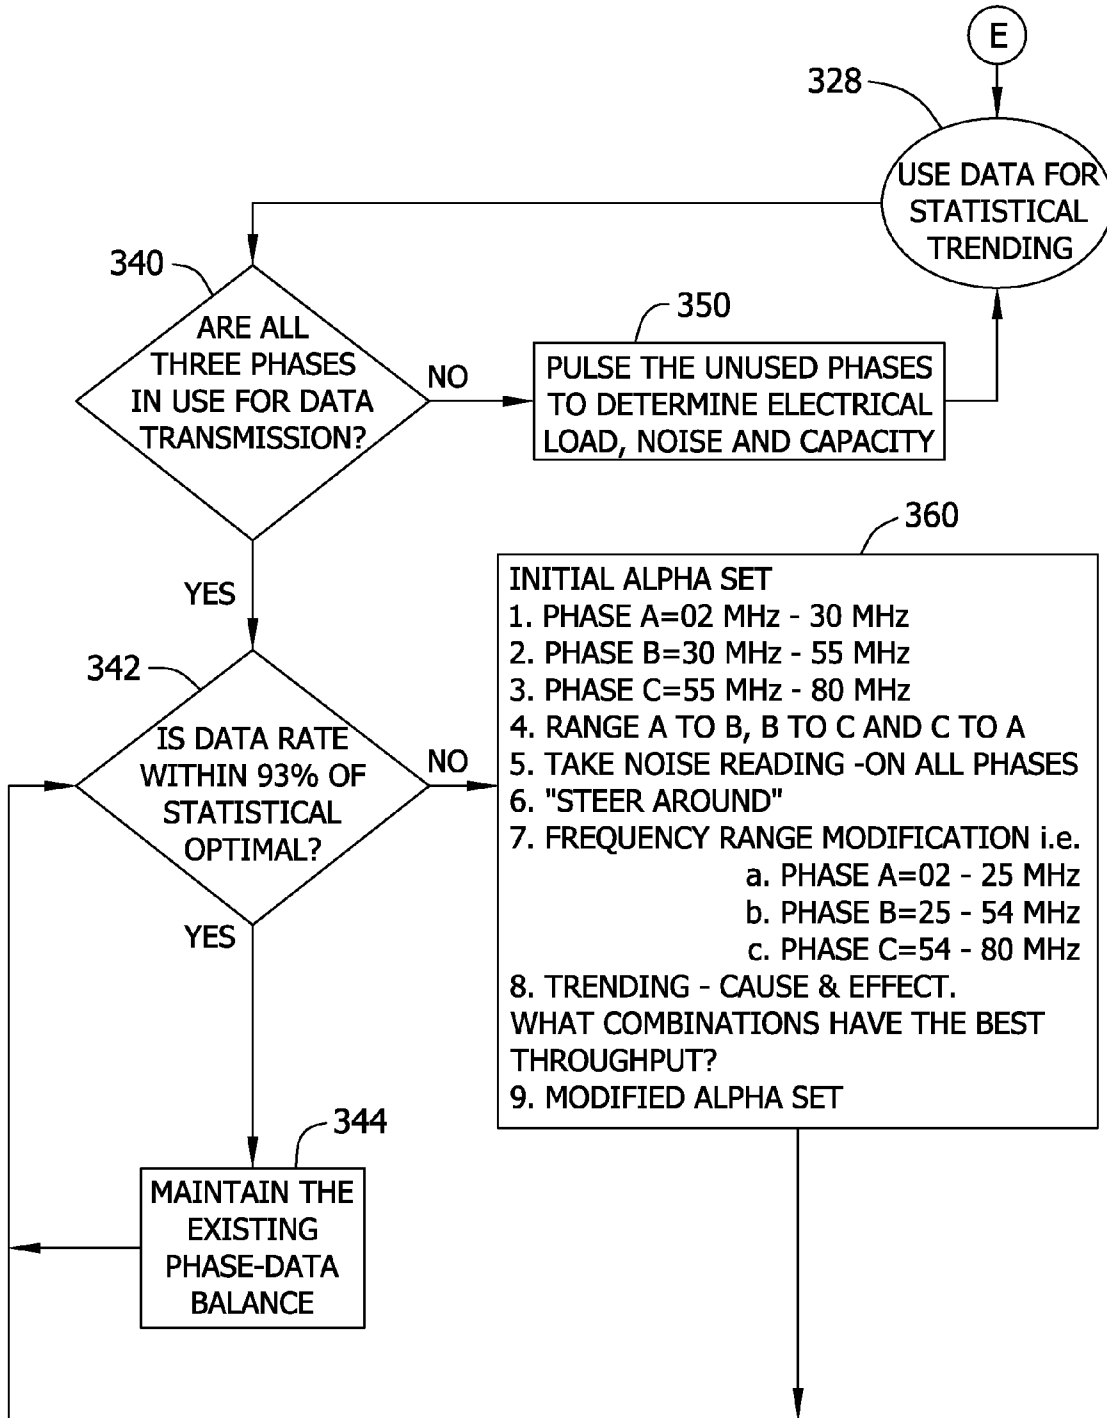 E
328
USE DATA FOR
STATISTICAL
TRENDING
340
ARE ALL
THREE PHASES
IN USE FOR DATA
TRANSMISSION?
NO
350
PULSE THE UNUSED PHASES
TO DETERMINE ELECTRICAL
LOAD, NOISE AND CAPACITY
YES
342
IS DATA RATE
WITHIN 93% OF
STATISTICAL
OPTIMAL?
NO
360
INITIAL ALPHA SET
1. PHASE A=02 MHz - 30 MHz
2. PHASE B=30 MHz - 55 MHz
3. PHASE C=55 MHz - 80 MHz
4. RANGE A TO B, B TO C AND C TO A
5. TAKE NOISE READING -ON ALL PHASES
6. "STEER AROUND"
7. FREQUENCY RANGE MODIFICATION i.e.
a. PHASE A=02 - 25 MHz
b. PHASE B=25 - 54 MHz
c. PHASE C=54 - 80 MHz
8. TRENDING - CAUSE & EFFECT.
WHAT COMBINATIONS HAVE THE BEST
THROUGHPUT?
9. MODIFIED ALPHA SET
YES
344
MAINTAIN THE
EXISTING
PHASE-DATA
BALANCE